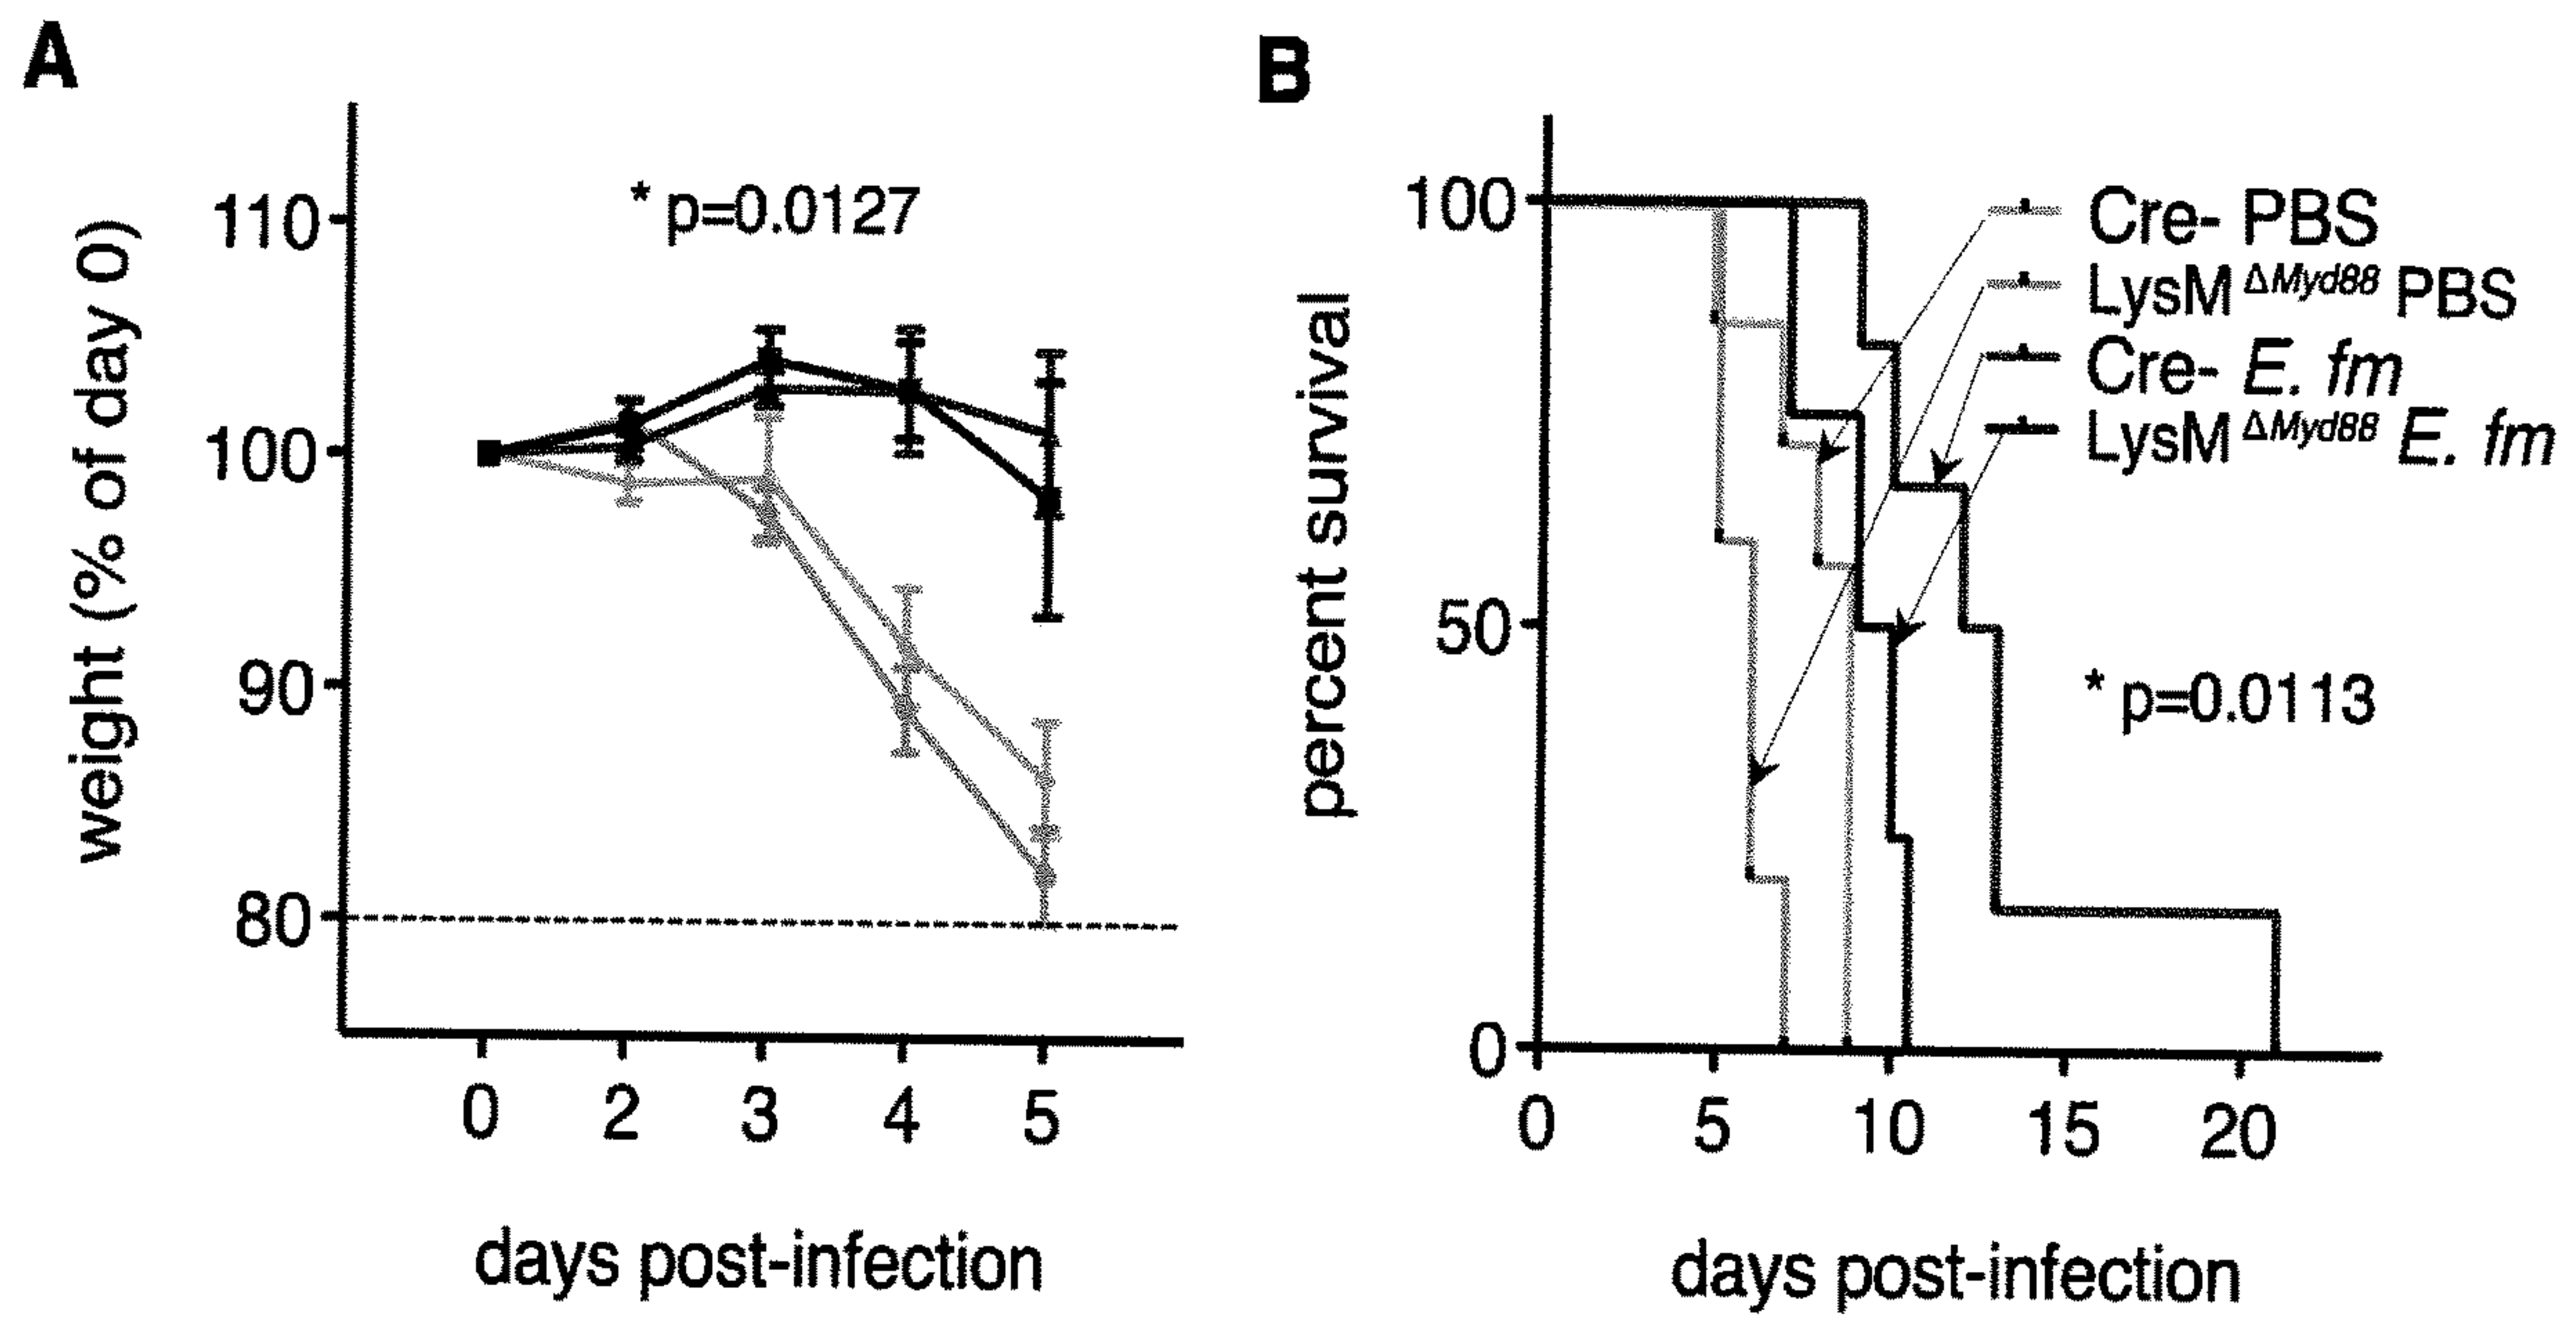 A
weight (% of day 0)
110
100
90
80
* p=0.0127
0 2 3 4 5
days post-infection
B
percent survival
100
50
0
Cre- PBS
LysM ΔMyd88 PBS
Cre- E. fm
LysM ΔMyd88 E. fm
* p=0.0113
0 5 10 15 20
days post-infection